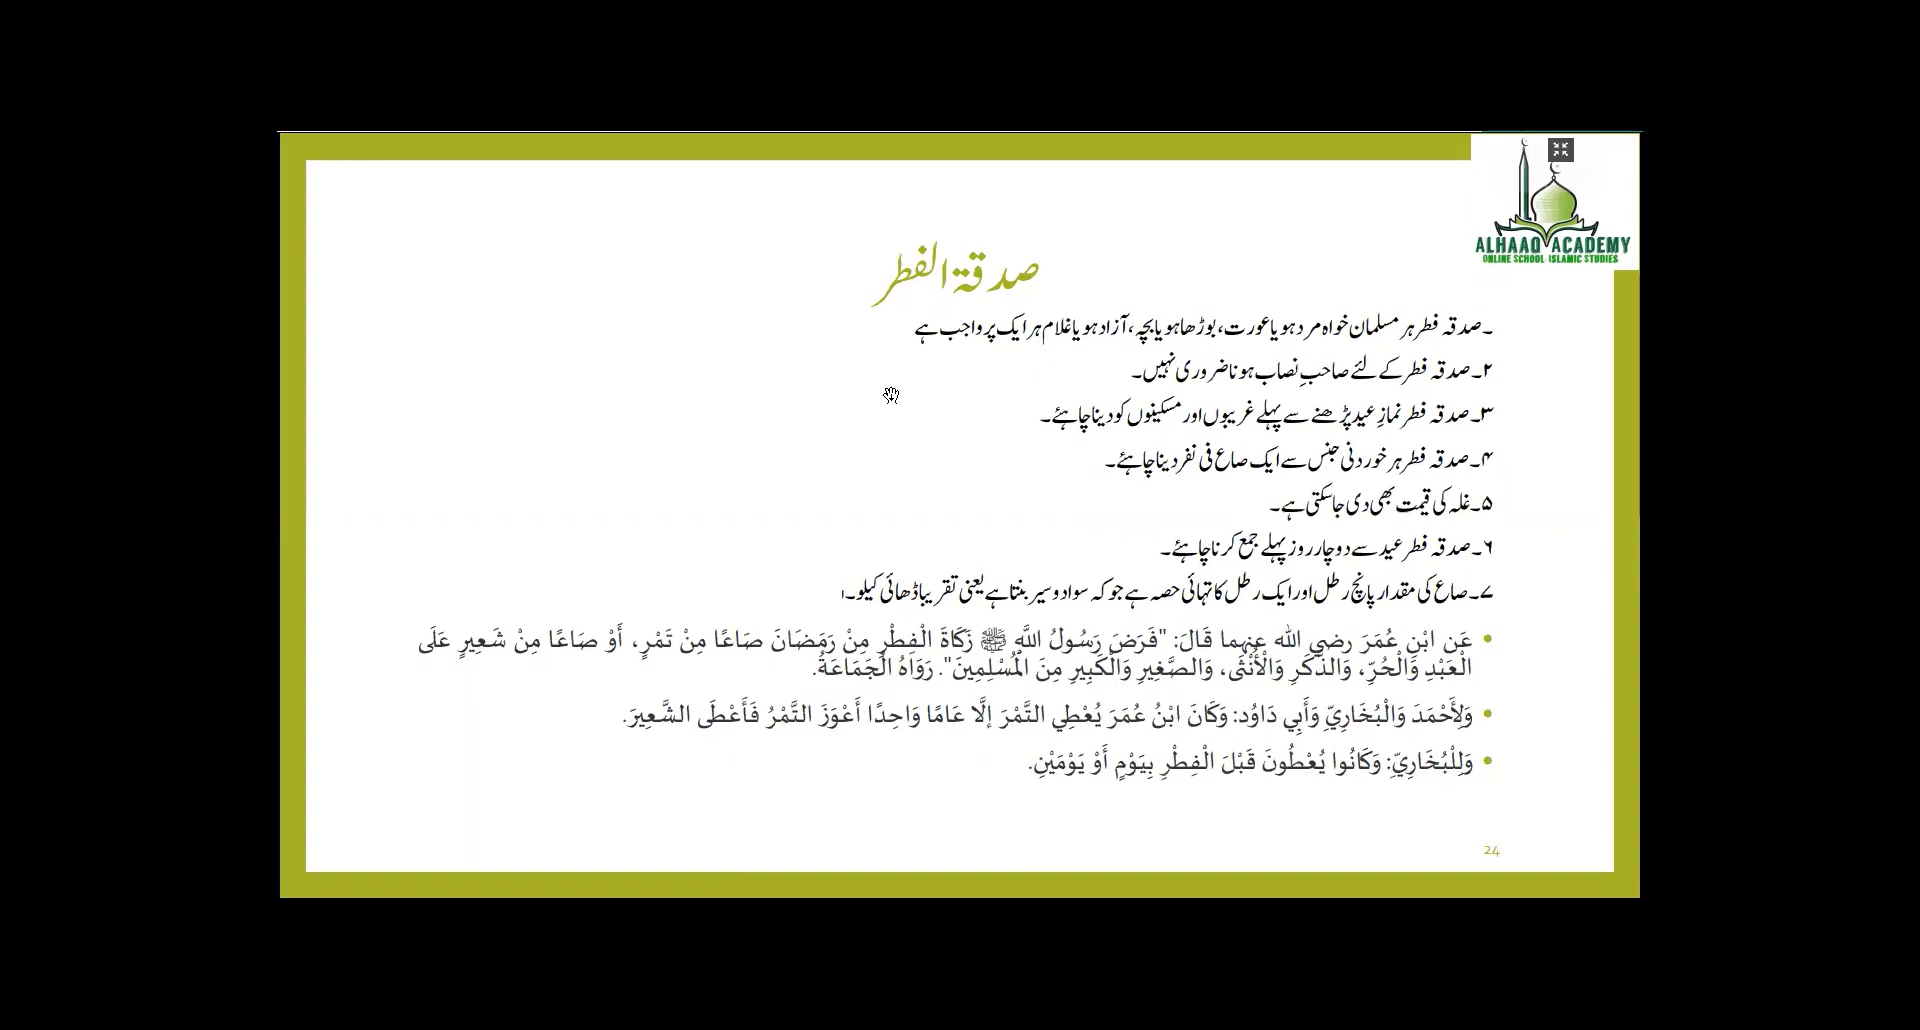 ALHAAQ ACADEMY
ONLINE SCHOOL ISLAMIC STUDIES
صدقۃ الفطر
۔ صدقہ فطر ہر مسلمان خواہ مرد ہو یا عورت، بوڑھا ہو یا بچہ، آزاد ہو یا غلام ہر ایک پر واجب ہے
۲۔ صدقہ فطر کے لئے صاحبِ نصاب ہونا ضروری نہیں۔
۳۔ صدقہ فطر نمازِ عید پڑھنے سے پہلے غریبوں اور مسکینوں کو دینا چاہئے۔
۴۔ صدقہ فطر ہر خوردنی جنس سے ایک صاع فی نفر دینا چاہئے۔
۵۔ غلہ کی قیمت بھی دی جا سکتی ہے۔
۶۔ صدقہ فطر عید سے دو چار روز پہلے جمع کرنا چاہئے۔
۷۔ صاع کی مقدار پانچ رطل اور ایک رطل کا تہائی حصہ ہے جو کہ سوا دو سیر بنتا ہے یعنی تقریبا ڈھائی کیلو۔۱
• عَن ابْنِ عُمَرَ رضي الله عنهما قَالَ: "فَرَضَ رَسُولُ اللَّهِ ﷺ زَكَاةَ الْفِطْرِ مِنْ رَمَضَانَ صَاعًا مِنْ تَمْرٍ، أَوْ صَاعًا مِنْ شَعِيرٍ عَلَى
الْعَبْدِ وَالْحُرِّ، وَالذَّكَرِ وَالْأُنْثَى، وَالصَّغِيرِ وَالْكَبِيرِ مِنَ الْمُسْلِمِينَ". رَوَاهُ الْجَمَاعَةُ.
• وَلِأَحْمَدَ وَالْبُخَارِيِّ وَأَبِي دَاوُد: وَكَانَ ابْنُ عُمَرَ يُعْطِي التَّمْرَ إلَّا عَامًا وَاحِدًا أَعْوَزَ التَّمْرُ فَأَعْطَى الشَّعِيرَ.
• وَلِلْبُخَارِيِّ: وَكَانُوا يُعْطُونَ قَبْلَ الْفِطْرِ بِيَوْمٍ أَوْ يَوْمَيْنِ.
24